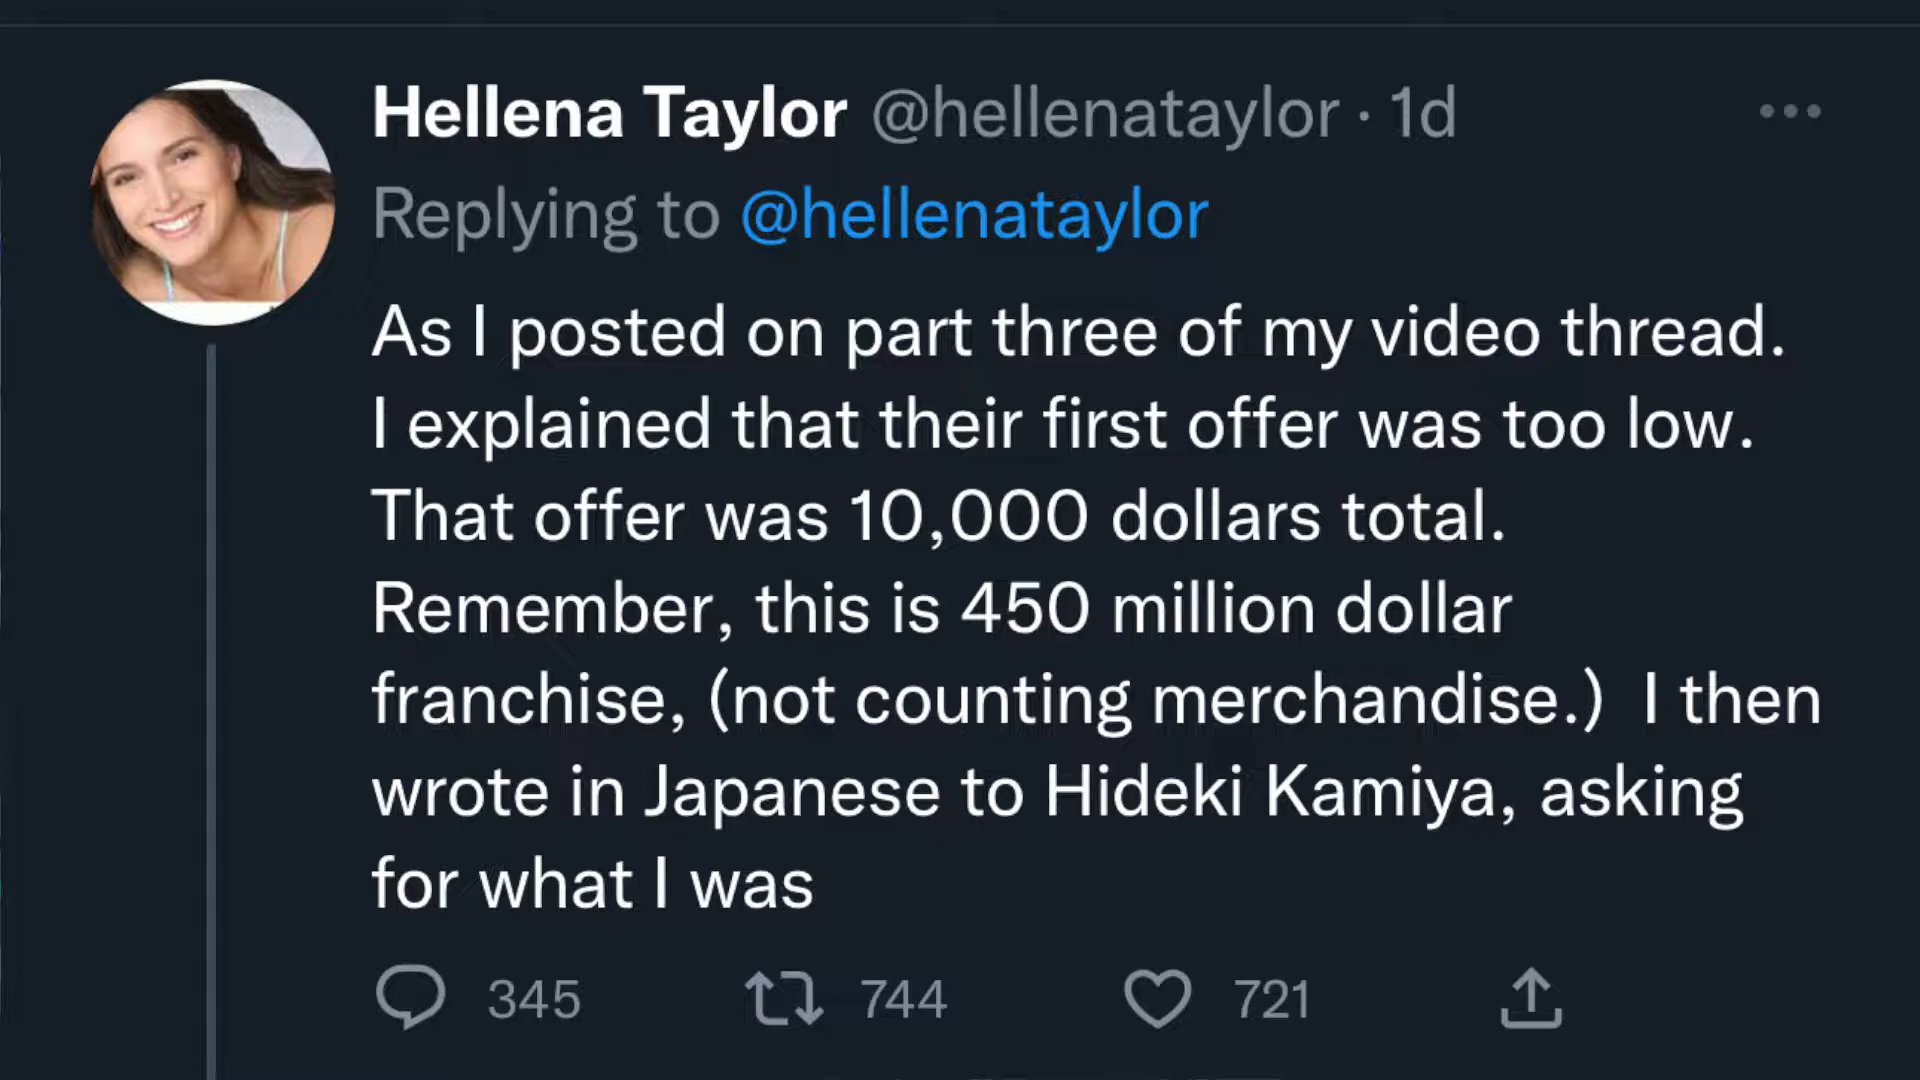 Hellena Taylor @hellenataylor · 1d
Replying to @hellenataylor
As I posted on part three of my video thread.
I explained that their first offer was too low.
That offer was 10,000 dollars total.
Remember, this is 450 million dollar
franchise, (not counting merchandise.)  I then
wrote in Japanese to Hideki Kamiya, asking
for what I was
345 744 721